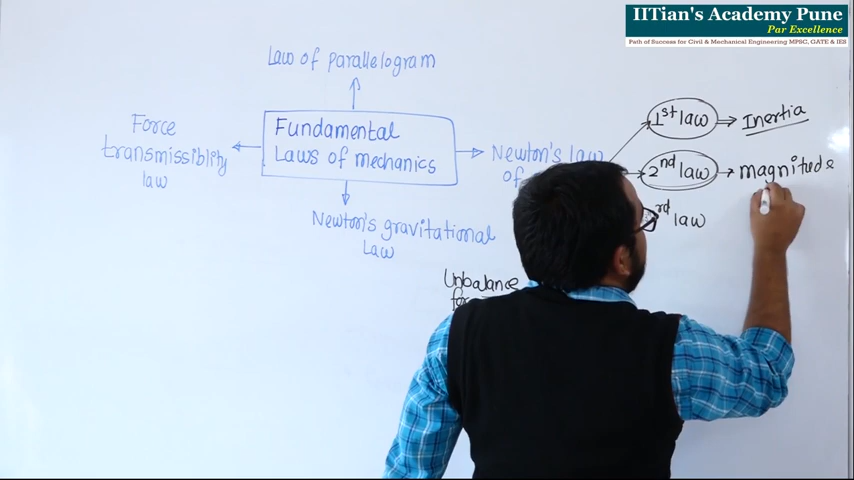 IITian's Academy Pune
Par Excellence
Path of Success for Civil & Mechanical Engineering MPSC, GATE & IES
Law of parallelogram
Force
transmissiblity
law
Fundamental
Laws of mechanics
Newton's law
of
Newton's gravitational
Law
1st law
Inertia
2nd law
magnitude
rd law
Unbalance